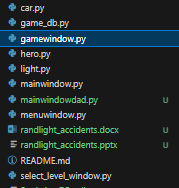 car.py
game_db.py
gamewindow.py
hero.py
light.py
mainwindow.py
mainwindowdad.py U
menuwindow.py
randlight_accidents.docx U
randlight_accidents.pptx U
README.md
select_level_window.py